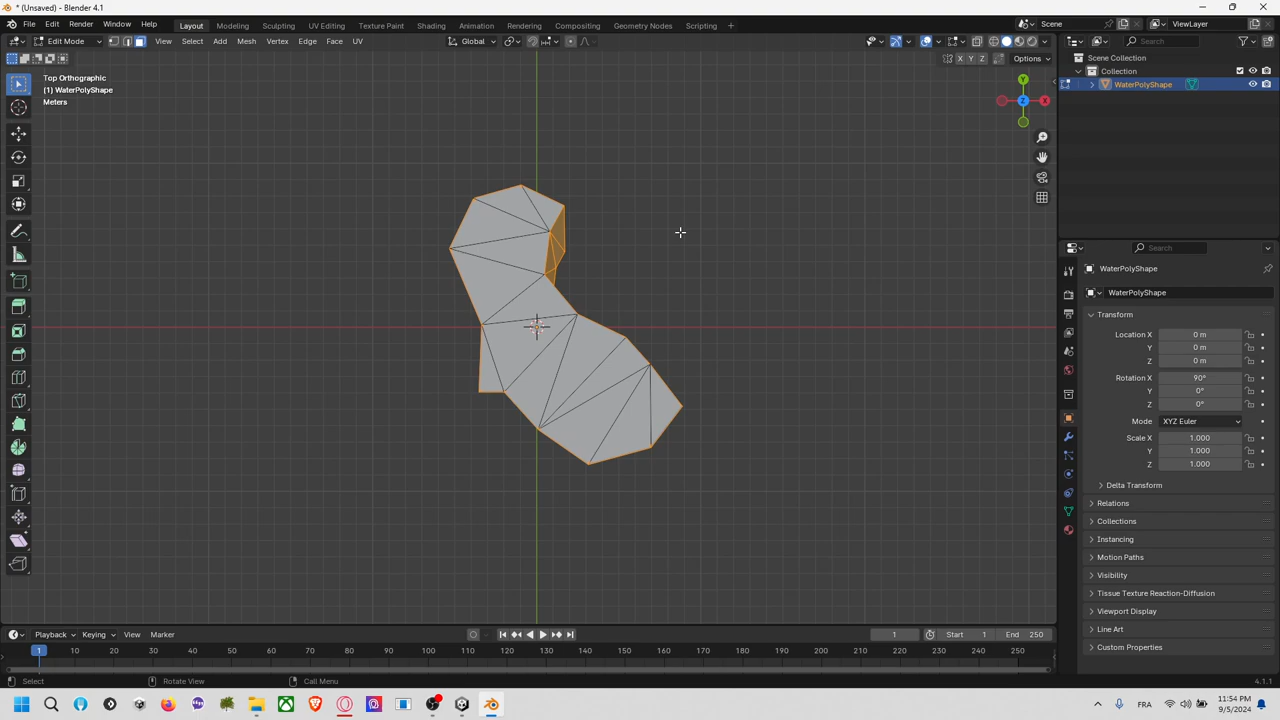 * (Unsaved) - Blender 4.1
File Edit Render Window Help Layout Modeling Sculpting UV Editing Texture Paint Shading Animation Rendering Compositing Geometry Nodes Scripting + Scene ViewLayer
Edit Mode View Select Add Mesh Vertex Edge Face UV Global Search
X Y Z Options
Scene Collection
Collection
WaterPolyShape
Top Orthographic
(1) WaterPolyShape
Meters
Y
Z X
Search
WaterPolyShape
WaterPolyShape
Transform
Location X 0 m
Y 0 m
Z 0 m
Rotation X 90°
Y 0°
Z 0°
Mode XYZ Euler
Scale X 1.000
Y 1.000
Z 1.000
Delta Transform
Relations
Collections
Instancing
Motion Paths
Visibility
Tissue Texture Reaction-Diffusion
Viewport Display
Line Art
Custom Properties
Playback Keying View Marker 1 Start 1 End 250
1 10 20 30 40 50 60 70 80 90 100 110 120 130 140 150 160 170 180 190 200 210 220 230 240 250
Select Rotate View Call Menu 4.1.1
FRA 11:54 PM
9/5/2024